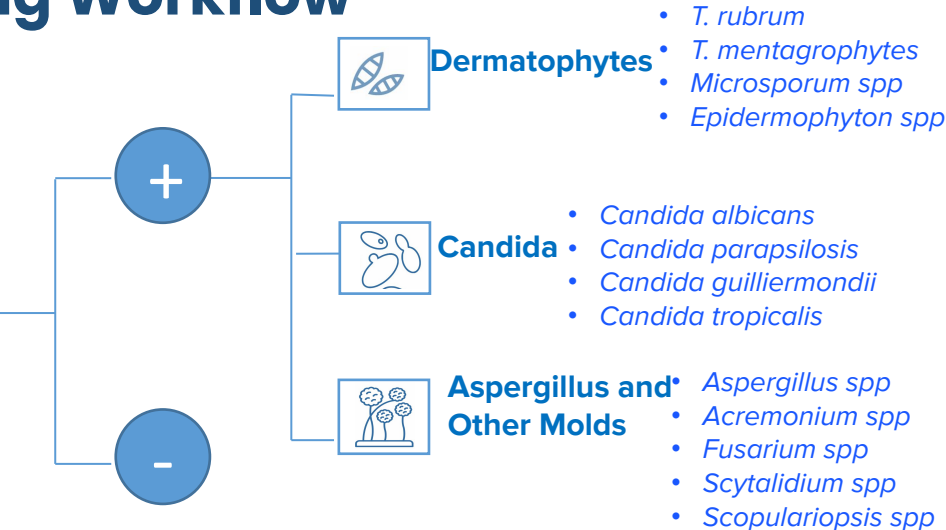 Workflow
• T. rubrum
• T. mentagrophytes
• Microsporum spp
• Epidermophyton spp
Dermatophytes
+
• Candida albicans
• Candida parapsilosis
• Candida guilliermondii
• Candida tropicalis
Candida
Aspergillus and
Other Molds
• Aspergillus spp
• Acremonium spp
• Fusarium spp
• Scytalidium spp
• Scopulariopsis spp
-